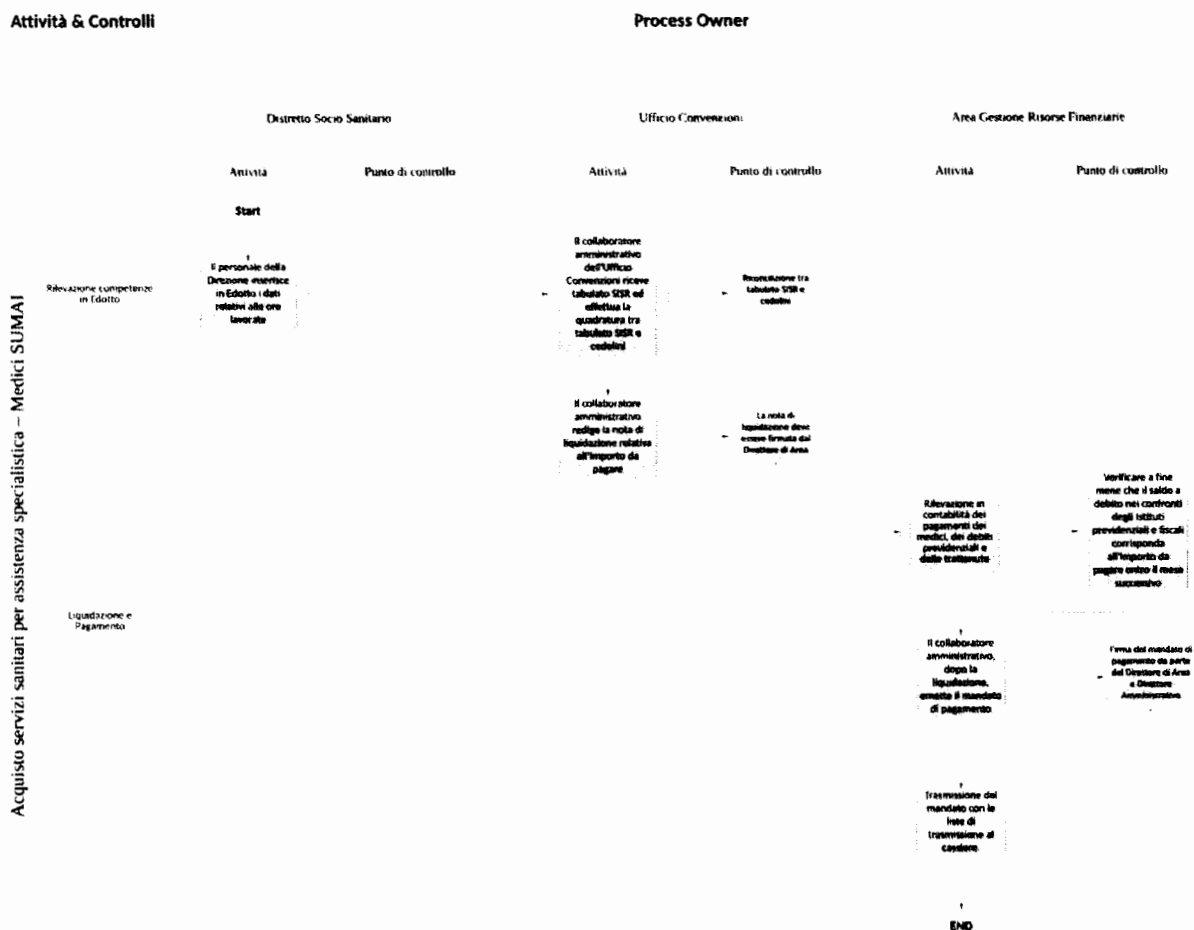 Attività & Controlli
Process Owner
Distretto Socio Sanitario
Ufficio Convenzioni
Area Gestione Risorse Finanziarie
Attività
Punto di controllo
Attività
Punto di controllo
Attività
Punto di controllo
Acquisto servizi sanitari per assistenza specialistica – Medici SUMAI
Start
Rilevazione competenze
in Edotto
Il personale della
Direzione inserisce
in Edotto i dati
relativi alle ore
lavorate
Il collaboratore
amministrativo
dell'Ufficio
Convenzioni riceve
tabulato SISR ed
effettua la
quadratura tra
tabulato SISR e
cedolini
Riconciliazione tra
tabulato SISR e
cedolini
Il collaboratore
amministrativo
redige la nota di
liquidazione relativa
all'importo da
pagare
La nota di
liquidazione deve
essere firmata dal
Direttore di Area
Liquidazione e
Pagamento
Rilevazione in
contabilità dei
pagamenti dei
medici, dei debiti
previdenziali e
delle trattenute
Verificare a fine
mene che il saldo a
debito nei confronti
degli istituti
previdenziali e fiscali
corrisponda
all'importo da
pagare entro il mese
successivo
Il collaboratore
amministrativo,
dopo la
liquidazione,
emette il mandato
di pagamento
Firma del mandato di
pagamento da parte
del Direttore di Area
e Direttore
Amministrativo
Trasmissione del
mandato con le
liste di
trasmissione al
cassiere
END